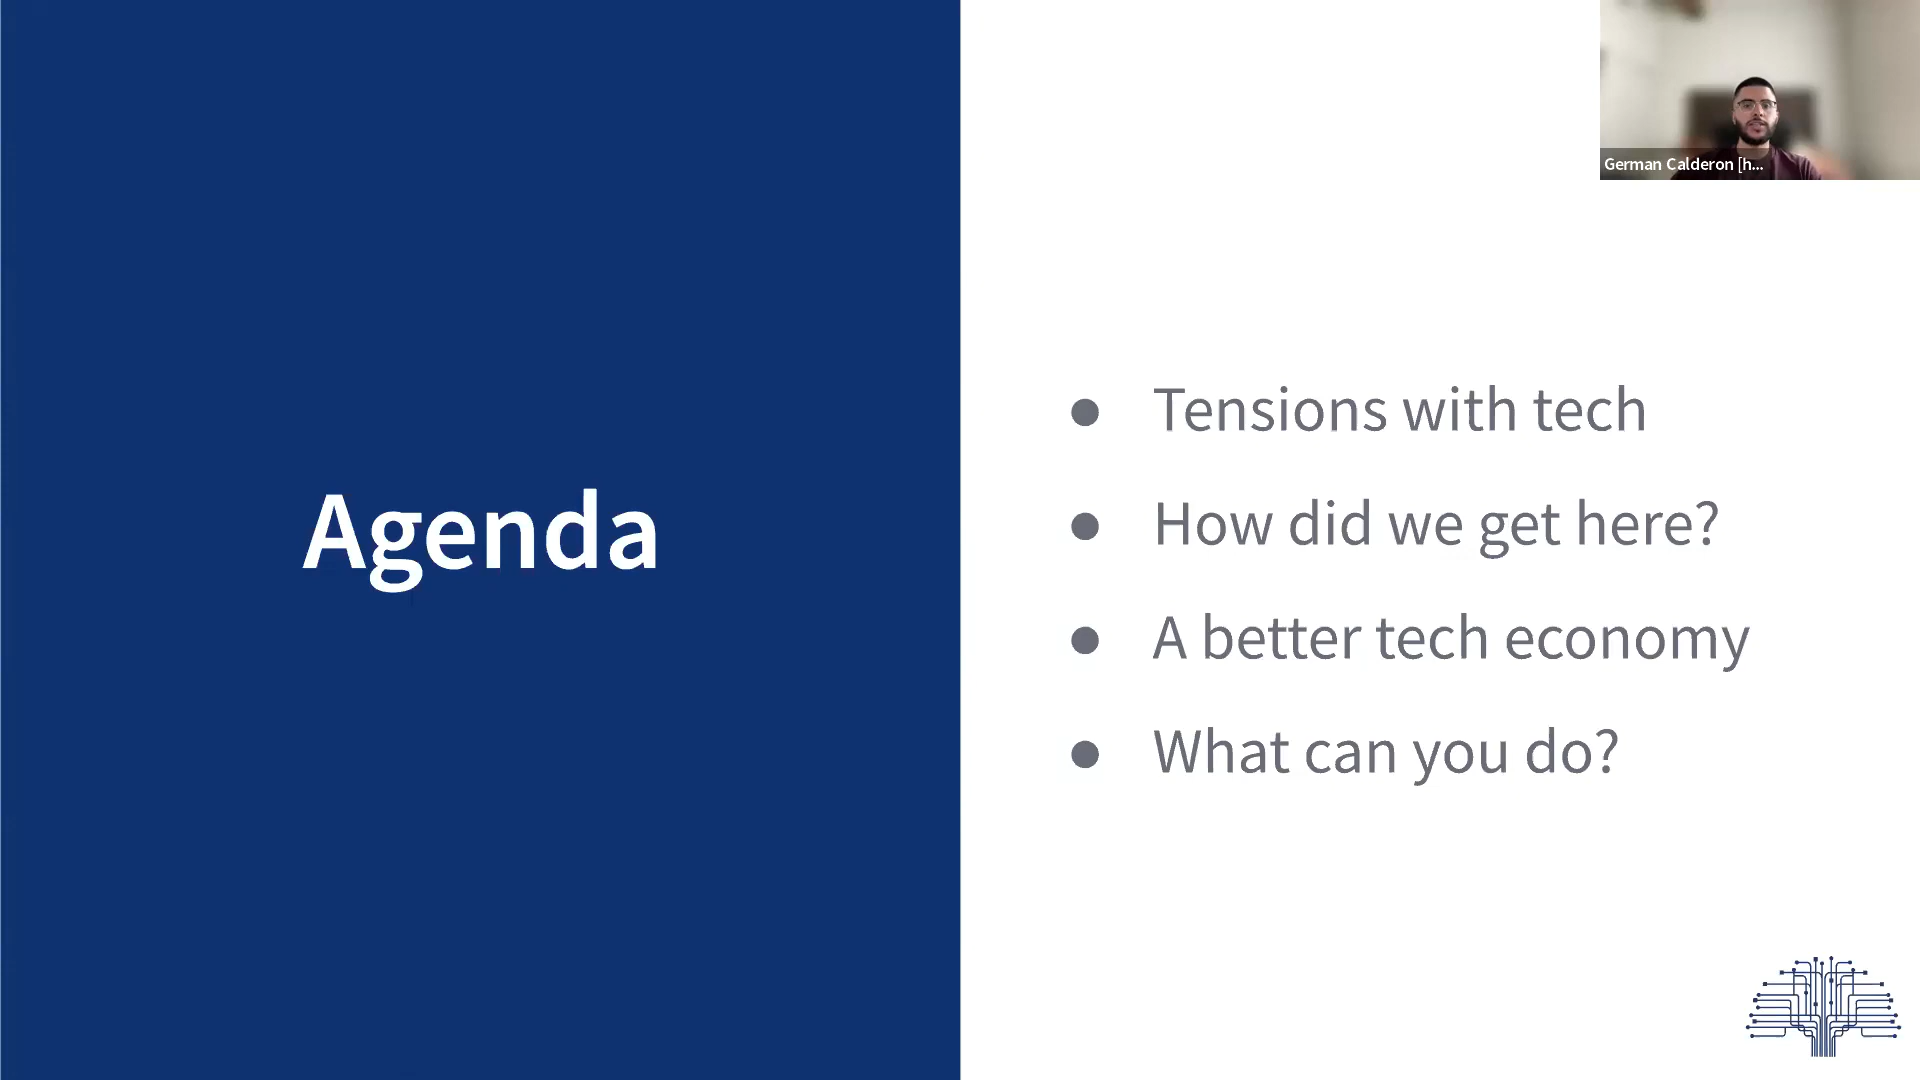 German Calderon [h...
Agenda
Tensions with tech
How did we get here?
A better tech economy
What can you do?